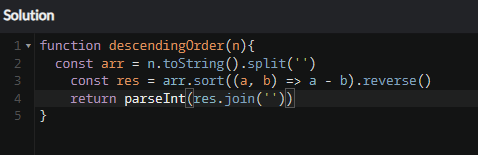 Solution
1 function descendingOrder(n){
2   const arr = n.toString().split('')
3     const res = arr.sort((a, b) => a - b).reverse()
4     return parseInt(res.join(''))
5 }